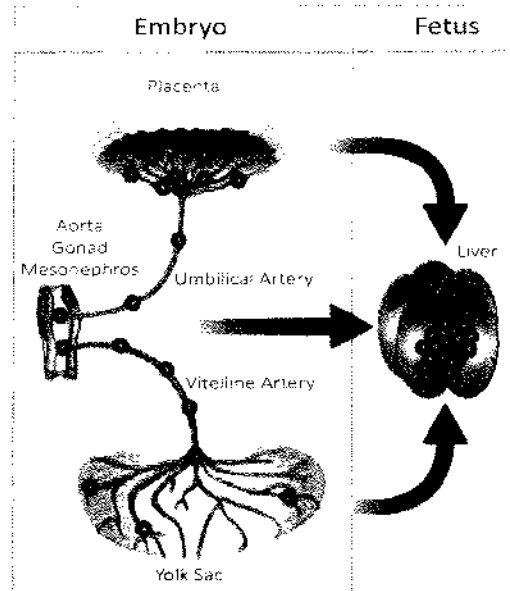 Embryo
Fetus
Placenta
Aorta
Gonad
Mesonephros
Umbilical Artery
Liver
Vitelline Artery
Yolk Sac